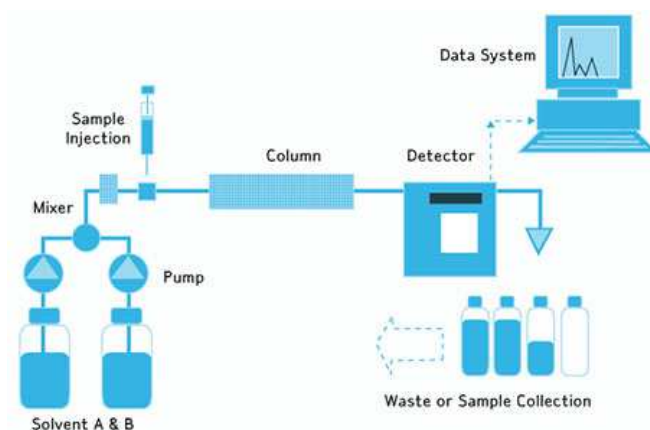 Data System
Sample
Injection
Column
Detector
Mixer
Pump
Waste or Sample Collection
Solvent A & B